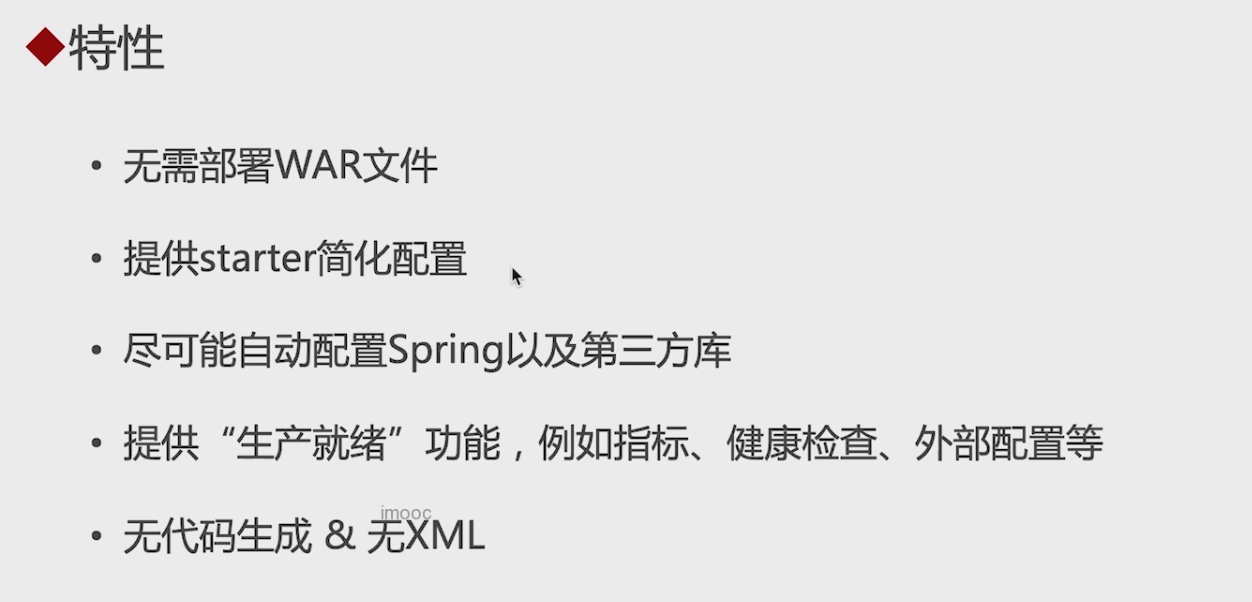 特性
无需部署WAR文件
提供starter简化配置
尽可能自动配置Spring以及第三方库
提供“生产就绪”功能，例如指标、健康检查、外部配置等
imooc
无代码生成 & 无XML